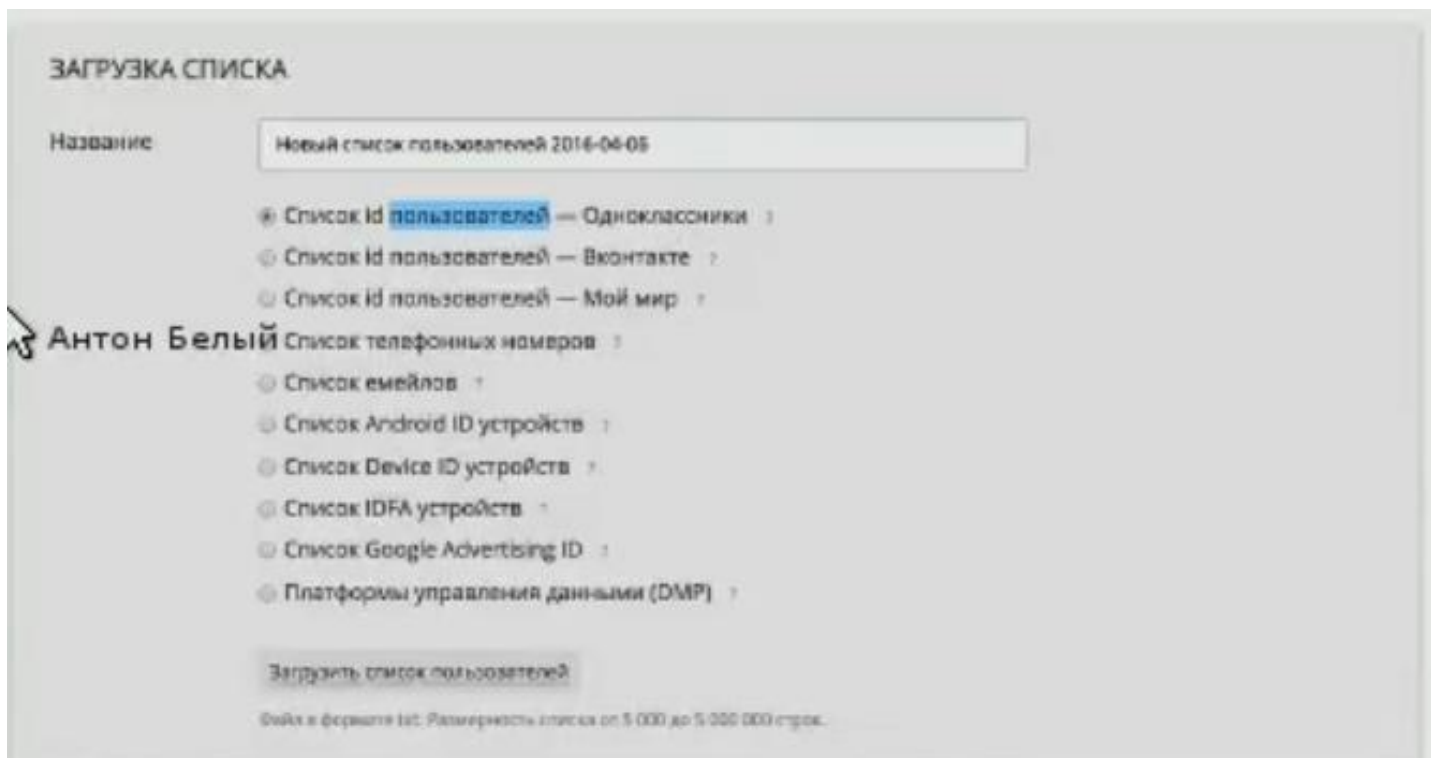 ЗАГРУЗКА СПИСКА
Название
Новый список пользователей 2016-04-05
Список id пользователей — Одноклассники ?
Список id пользователей — Вконтакте ?
Список id пользователей — Мой мир ?
Антон Белый
Список телефонных номеров ?
Список емейлов ?
Список Android ID устройств ?
Список Device ID устройств ?
Список IDFA устройств ?
Список Google Advertising ID ?
Платформы управления данными (DMP) ?
Загрузить список пользователей
Файл в формате txt. Размерность списка от 5 000 до 5 000 000 строк.